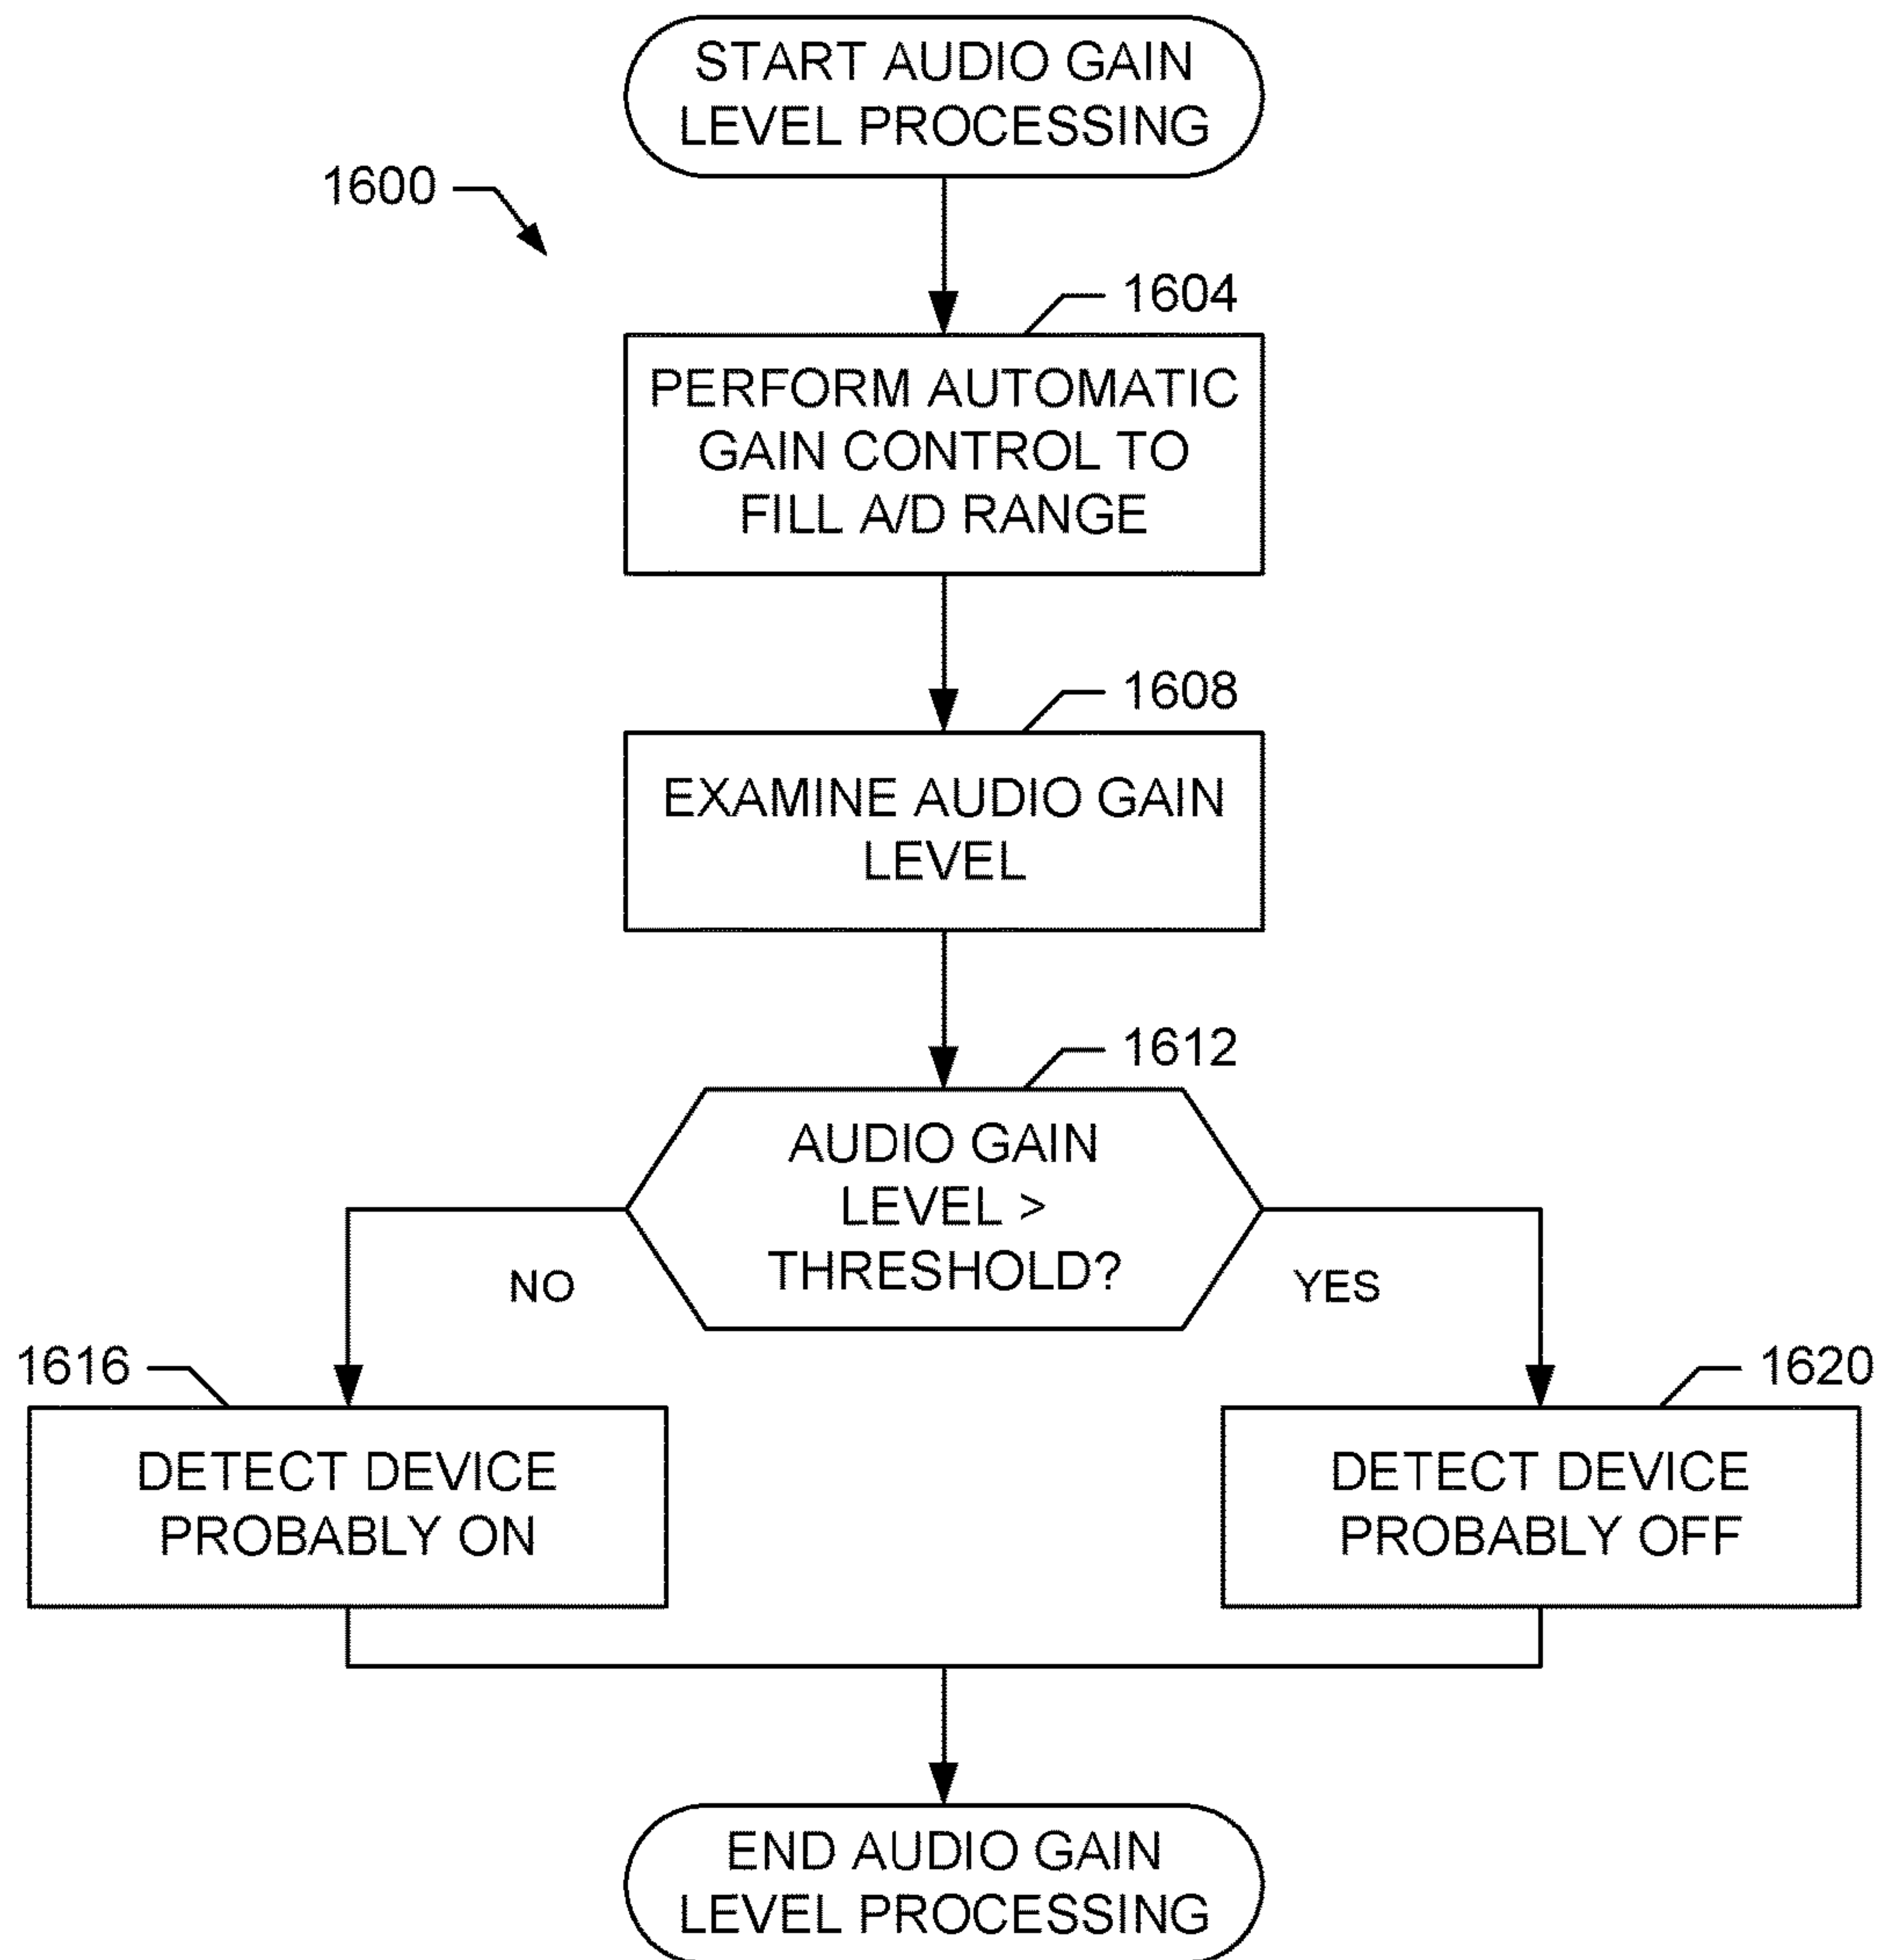 START AUDIO GAIN
LEVEL PROCESSING
1600
1604
PERFORM AUTOMATIC
GAIN CONTROL TO
FILL A/D RANGE
1608
EXAMINE AUDIO GAIN
LEVEL
1612
AUDIO GAIN
LEVEL >
THRESHOLD?
NO
YES
1616
1620
DETECT DEVICE
PROBABLY ON
DETECT DEVICE
PROBABLY OFF
END AUDIO GAIN
LEVEL PROCESSING